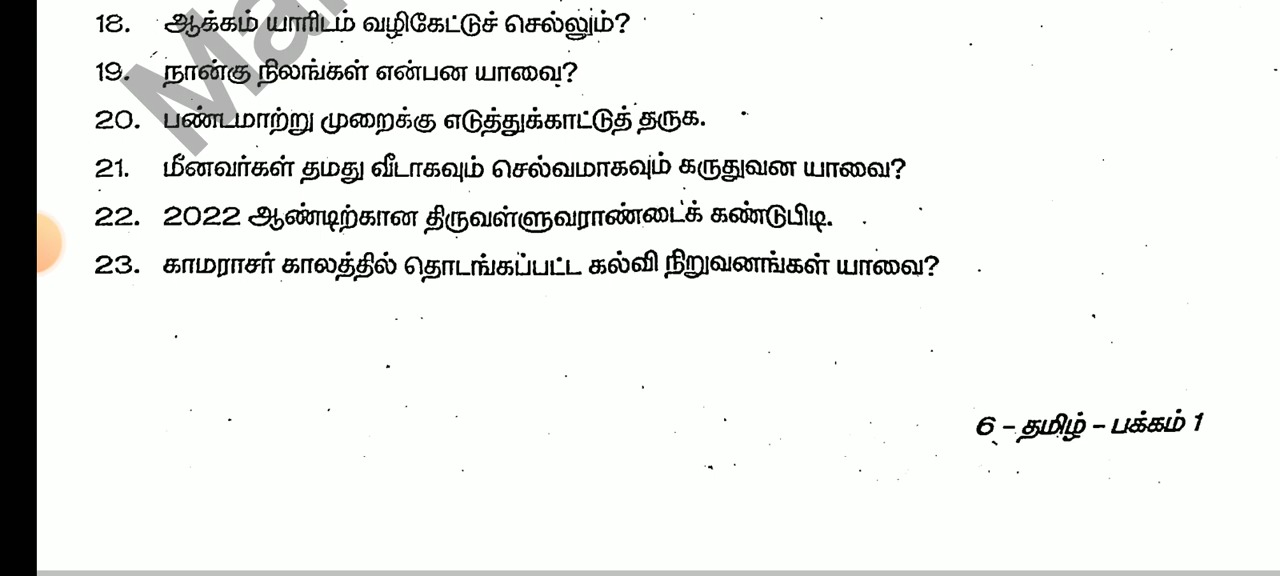 18. ஆக்கம் யாரிடம் வழிகேட்டுச் செல்லும்?
19. நான்கு நிலங்கள் என்பன யாவை?
20. பண்டமாற்று முறைக்கு எடுத்துக்காட்டுத் தருக.
21. மீனவர்கள் தமது வீடாகவும் செல்வமாகவும் கருதுவன யாவை?
22. 2022 ஆண்டிற்கான திருவள்ளுவராண்டைக் கண்டுபிடி.
23. காமராசர் காலத்தில் தொடங்கப்பட்ட கல்வி நிறுவனங்கள் யாவை?
6 – தமிழ் – பக்கம் 1